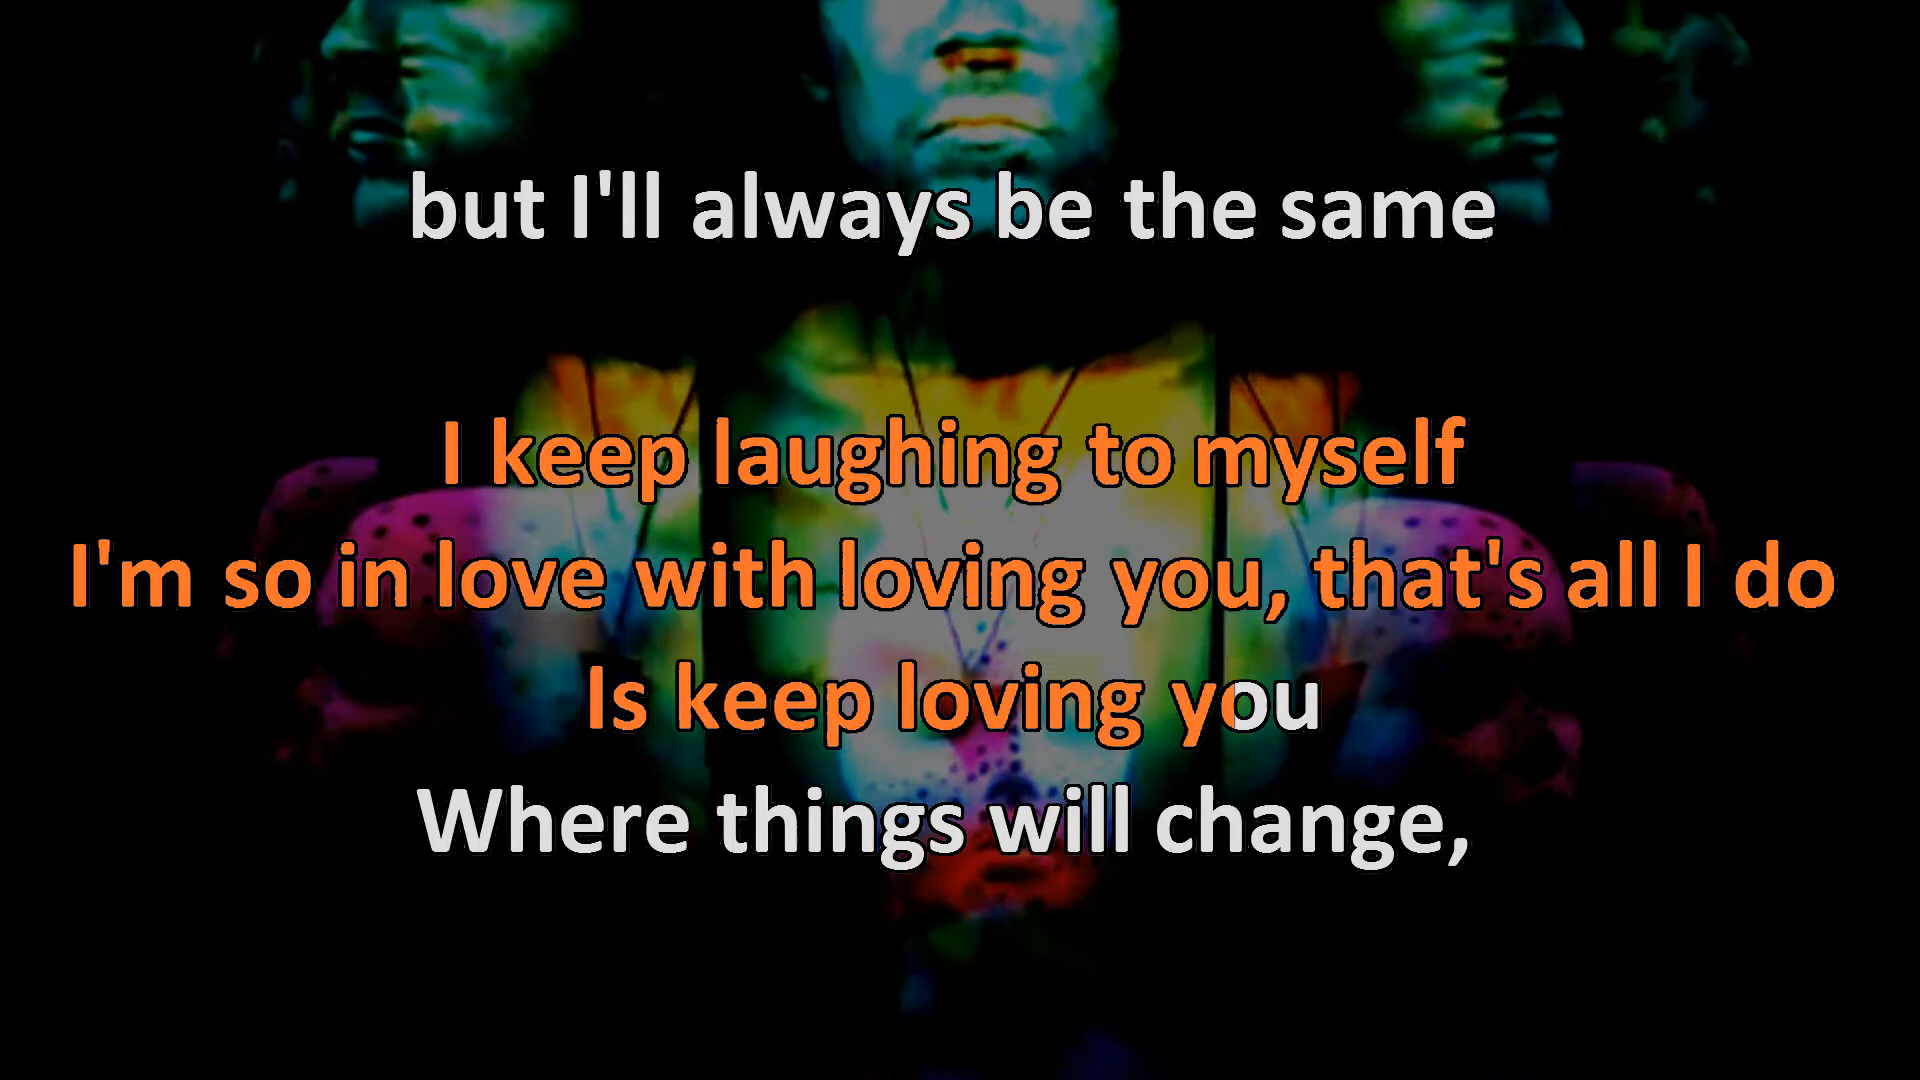 but I'll always be the same
I keep laughing to myself
I'm so in love with loving you, that's all I do
Is keep loving you
Where things will change,